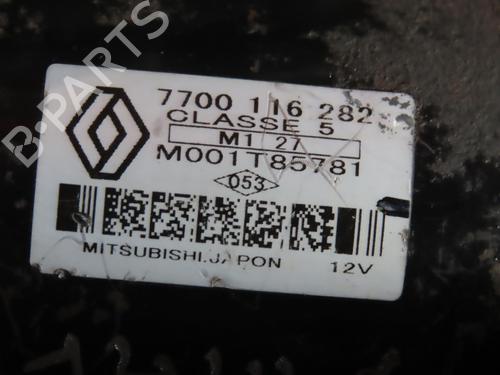 7700 116 282
CLASSE 5
M1 27
M001T85781
053
MITSUBISHI.JAPON 12V
B-PARTS